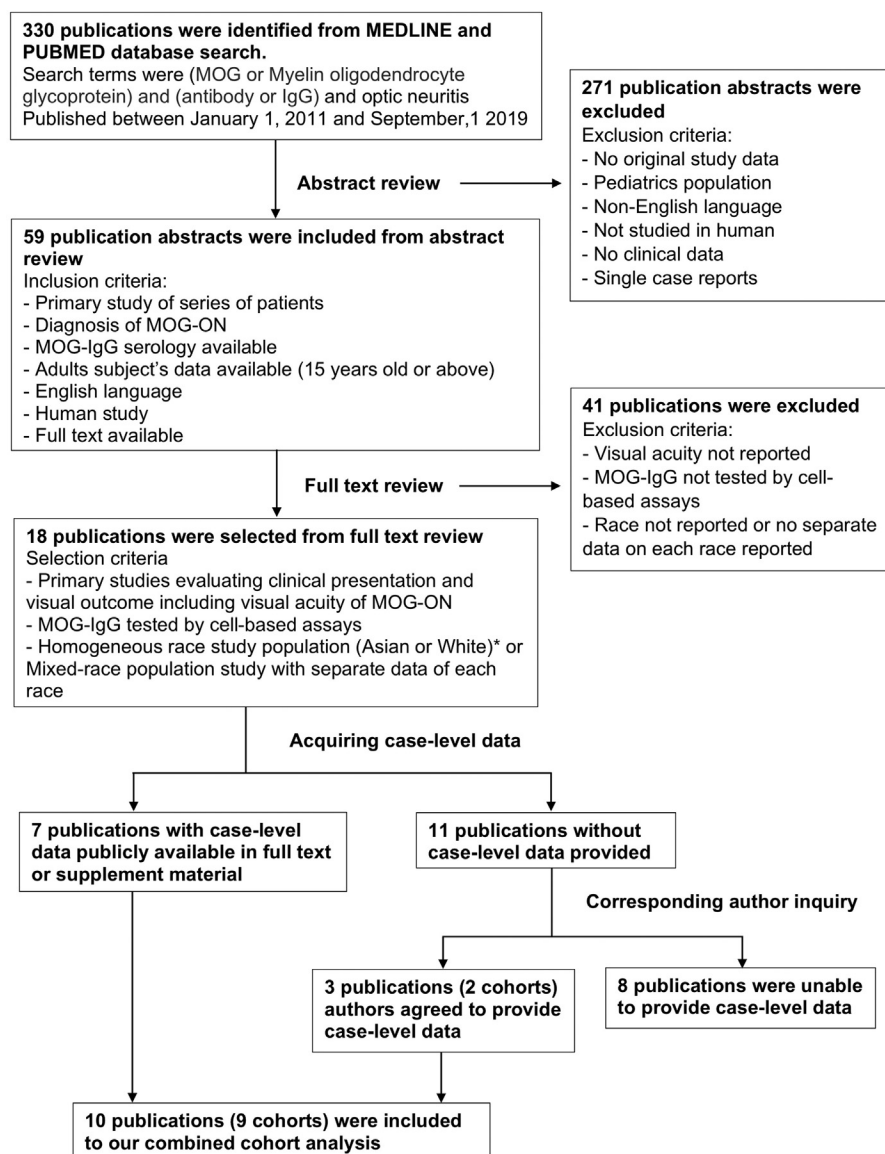 330 publications were identified from MEDLINE and
PUBMED database search.
Search terms were (MOG or Myelin oligodendrocyte
glycoprotein) and (antibody or IgG) and optic neuritis
Published between January 1, 2011 and September,1 2019
271 publication abstracts were
excluded
Exclusion criteria:
- No original study data
- Pediatrics population
- Non-English language
- Not studied in human
- No clinical data
- Single case reports
Abstract review
59 publication abstracts were included from abstract
review
Inclusion criteria:
- Primary study of series of patients
- Diagnosis of MOG-ON
- MOG-IgG serology available
- Adults subject's data available (15 years old or above)
- English language
- Human study
- Full text available
41 publications were excluded
Exclusion criteria:
- Visual acuity not reported
- MOG-IgG not tested by cell-
based assays
- Race not reported or no separate
data on each race reported
Full text review
18 publications were selected from full text review
Selection criteria
- Primary studies evaluating clinical presentation and
visual outcome including visual acuity of MOG-ON
- MOG-IgG tested by cell-based assays
- Homogeneous race study population (Asian or White)* or
Mixed-race population study with separate data of each
race
Acquiring case-level data
7 publications with case-level
data publicly available in full text
or supplement material
11 publications without
case-level data provided
Corresponding author inquiry
3 publications (2 cohorts)
authors agreed to provide
case-level data
8 publications were unable
to provide case-level data
10 publications (9 cohorts) were included
to our combined cohort analysis